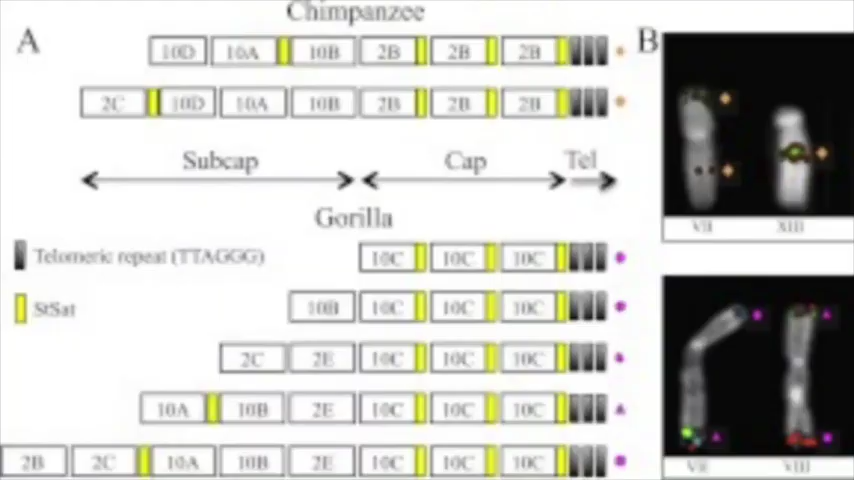 Chimpanzee
A
B
10D 10A 10B 2B 2B 2B
2C 10D 10A 10B 2B 2B 2B
Subcap Cap Tel
Gorilla
Telomeric repeat (TTAGGG) 10C 10C 10C
StSat 10B 10C 10C 10C
2C 2E 10C 10C 10C
10A 10B 2E 10C 10C 10C
2B 2C 10A 10B 2E 10C 10C 10C
VII XIII
VII VIII